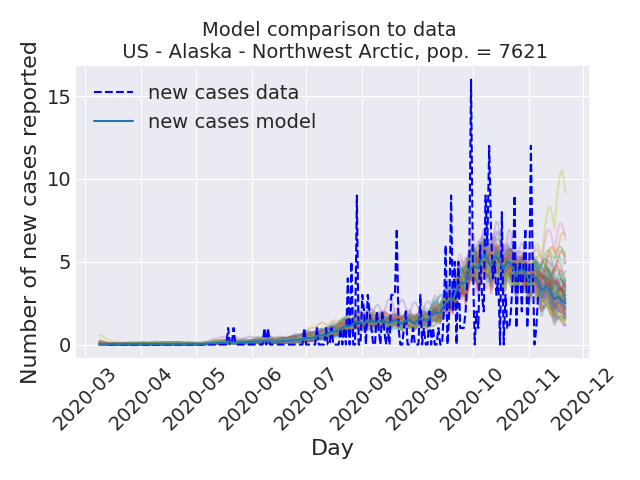 Model comparison to data
US - Alaska - Northwest Arctic, pop. = 7621
Number of new cases reported
15
10
5
0
new cases data
new cases model
2020-03
2020-04
2020-05
2020-06
2020-07
2020-08
2020-09
2020-10
2020-11
2020-12
Day